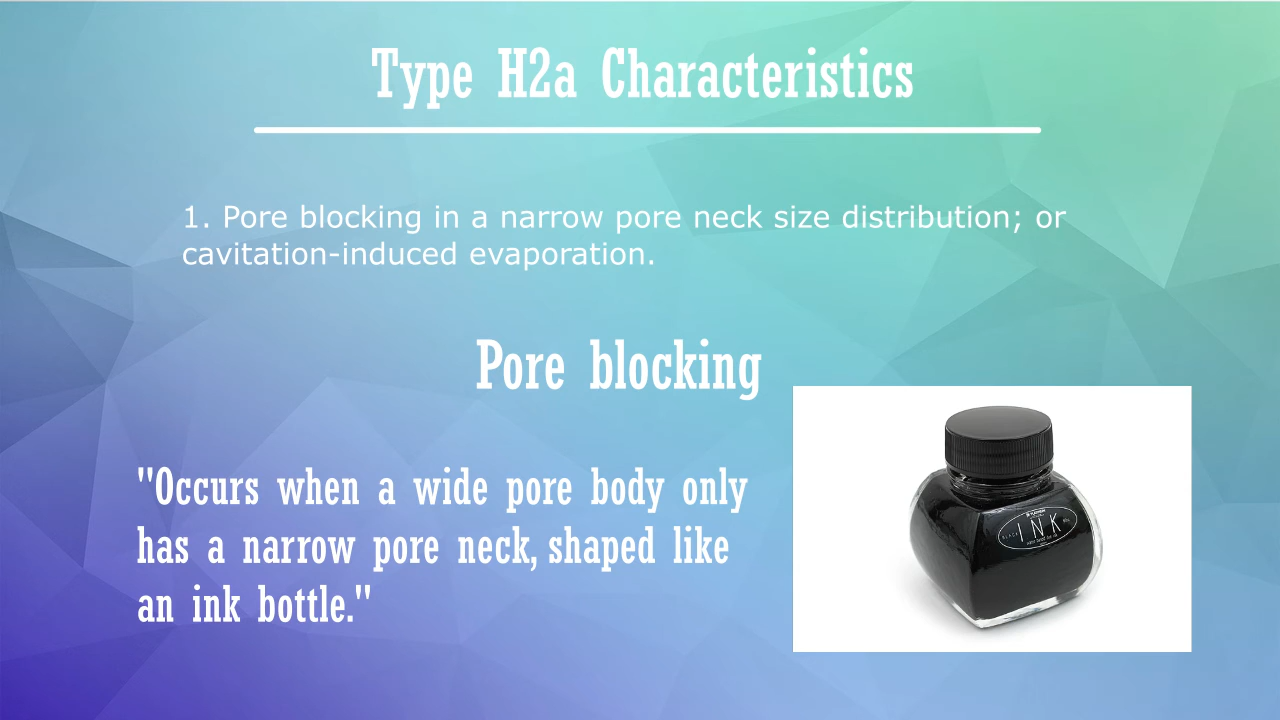 Type H2a Characteristics
1. Pore blocking in a narrow pore neck size distribution; or
cavitation-induced evaporation.
Pore blocking
"Occurs when a wide pore body only
has a narrow pore neck, shaped like
an ink bottle."
INK